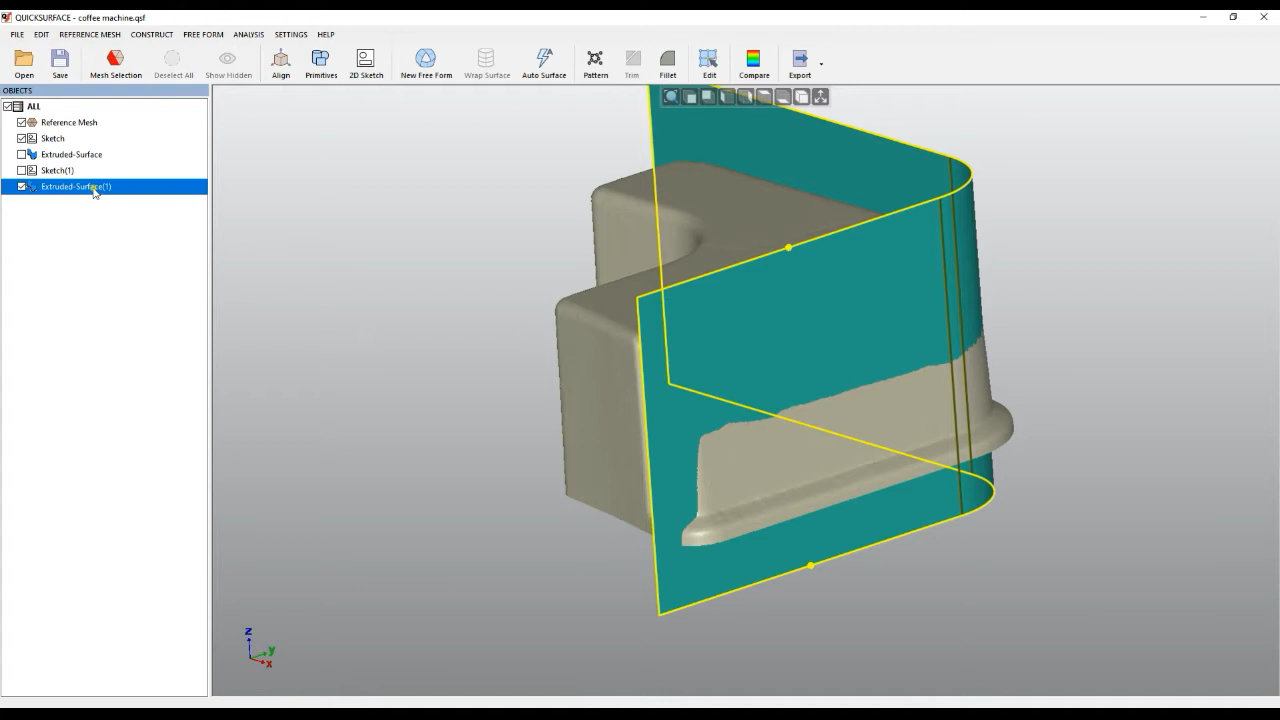 QUICKSURFACE - coffee machine.qsf
FILE EDIT REFERENCE MESH CONSTRUCT FREE FORM ANALYSIS SETTINGS HELP
Open Save Mesh Selection Deselect All Show Hidden Align Primitives 2D Sketch New Free Form Wrap Surface Auto Surface Pattern Trim Fillet Edit Compare Export
OBJECTS
ALL
Reference Mesh
Sketch
Extruded-Surface
Sketch(1)
Extruded-Surface(1)
z
y
x